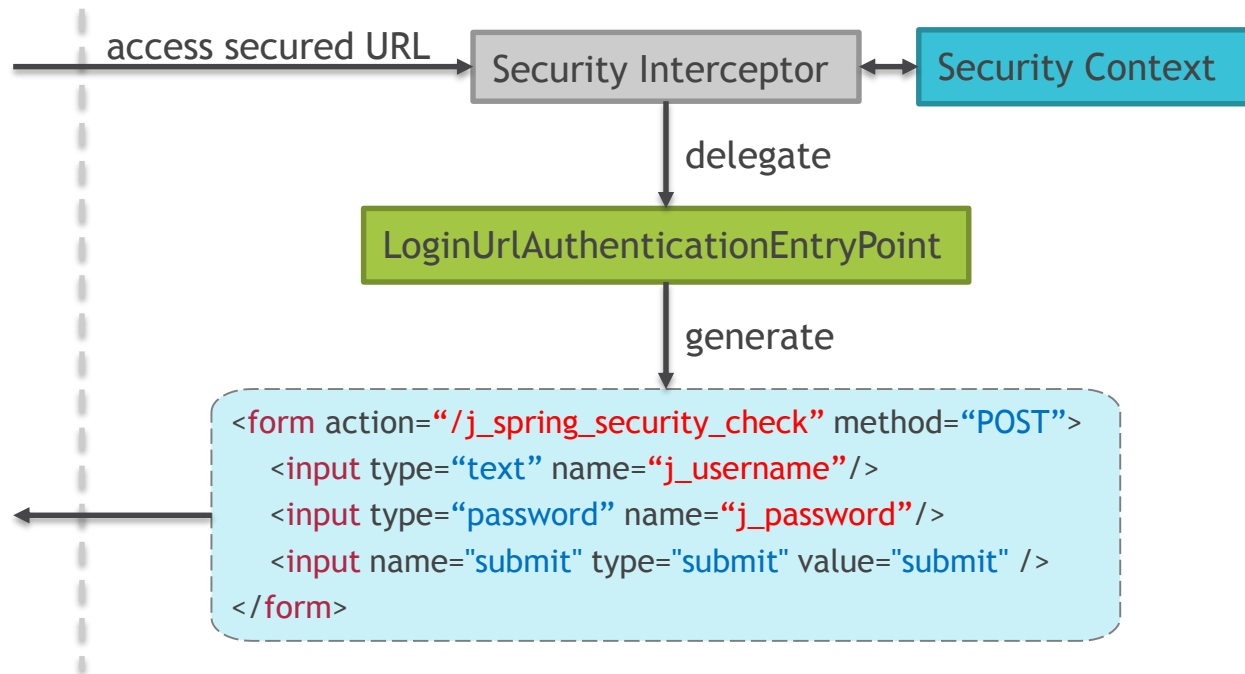 access secured URL
Security Interceptor
Security Context
delegate
LoginUrlAuthenticationEntryPoint
generate
<form action=“/j_spring_security_check” method=“POST”>
<input type=“text” name=“j_username”/>
<input type=“password” name=“j_password”/>
<input name="submit" type="submit" value="submit" />
</form>